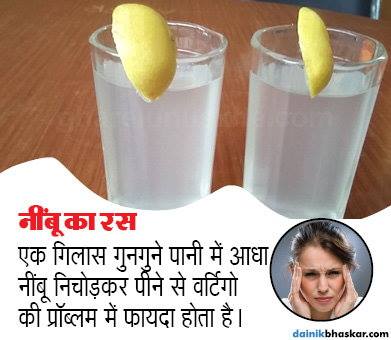 नींबू का रस
एक गिलास गुनगुने पानी में आधा
नींबू निचोड़कर पीने से वर्टिगो
की प्रॉब्लम में फायदा होता है।
dainikbhaskar.com